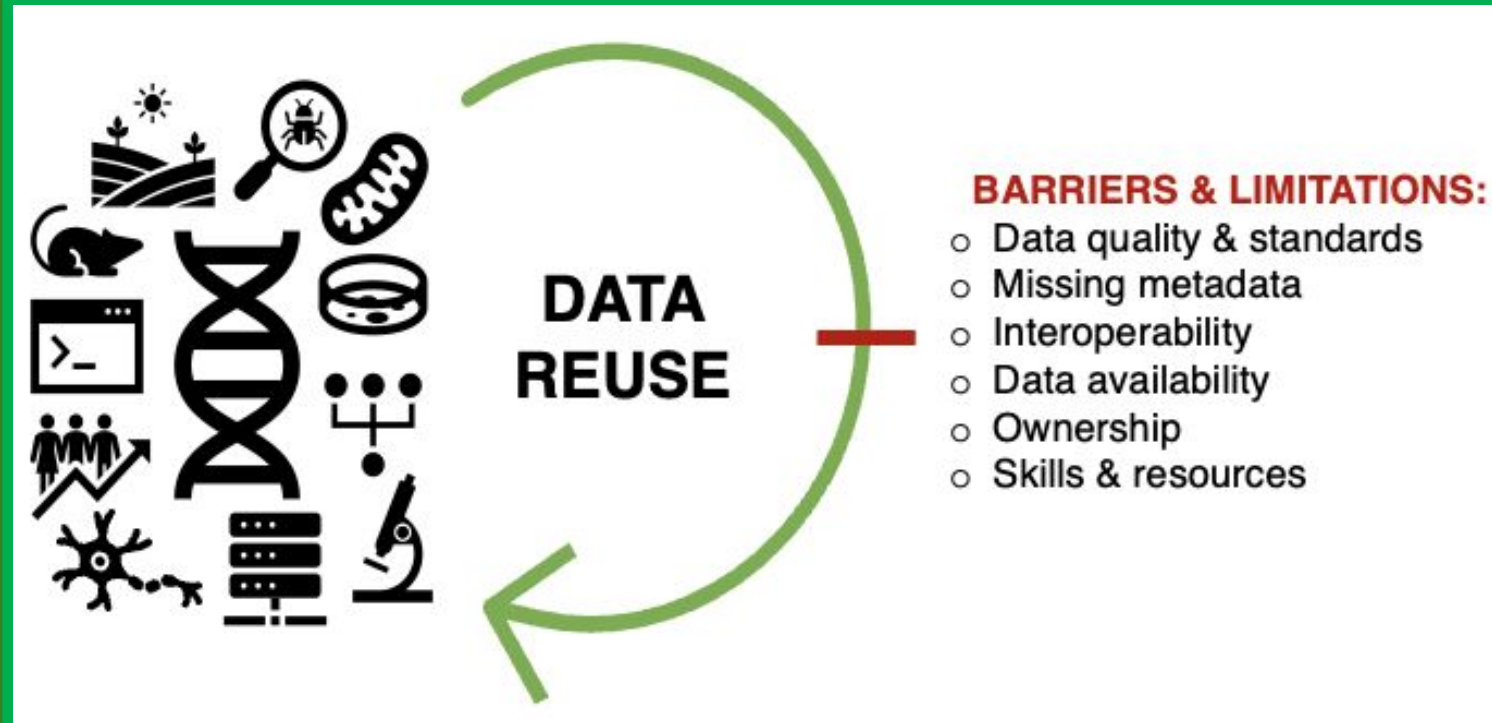 DATA
REUSE
BARRIERS & LIMITATIONS:
○ Data quality & standards
○ Missing metadata
○ Interoperability
○ Data availability
○ Ownership
○ Skills & resources
>_